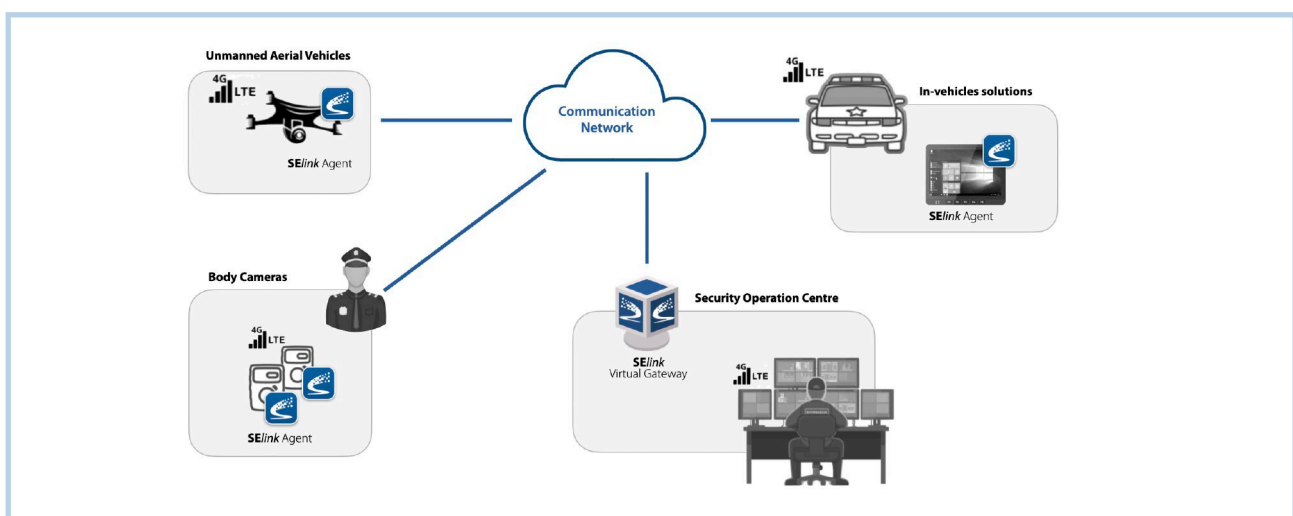 Unmanned Aerial Vehicles
4G
LTE
SElink Agent
Communication
Network
4G
LTE
In-vehicles solutions
SElink Agent
Body Cameras
4G
LTE
SElink Agent
Security Operation Centre
SElink
Virtual Gateway
4G
LTE